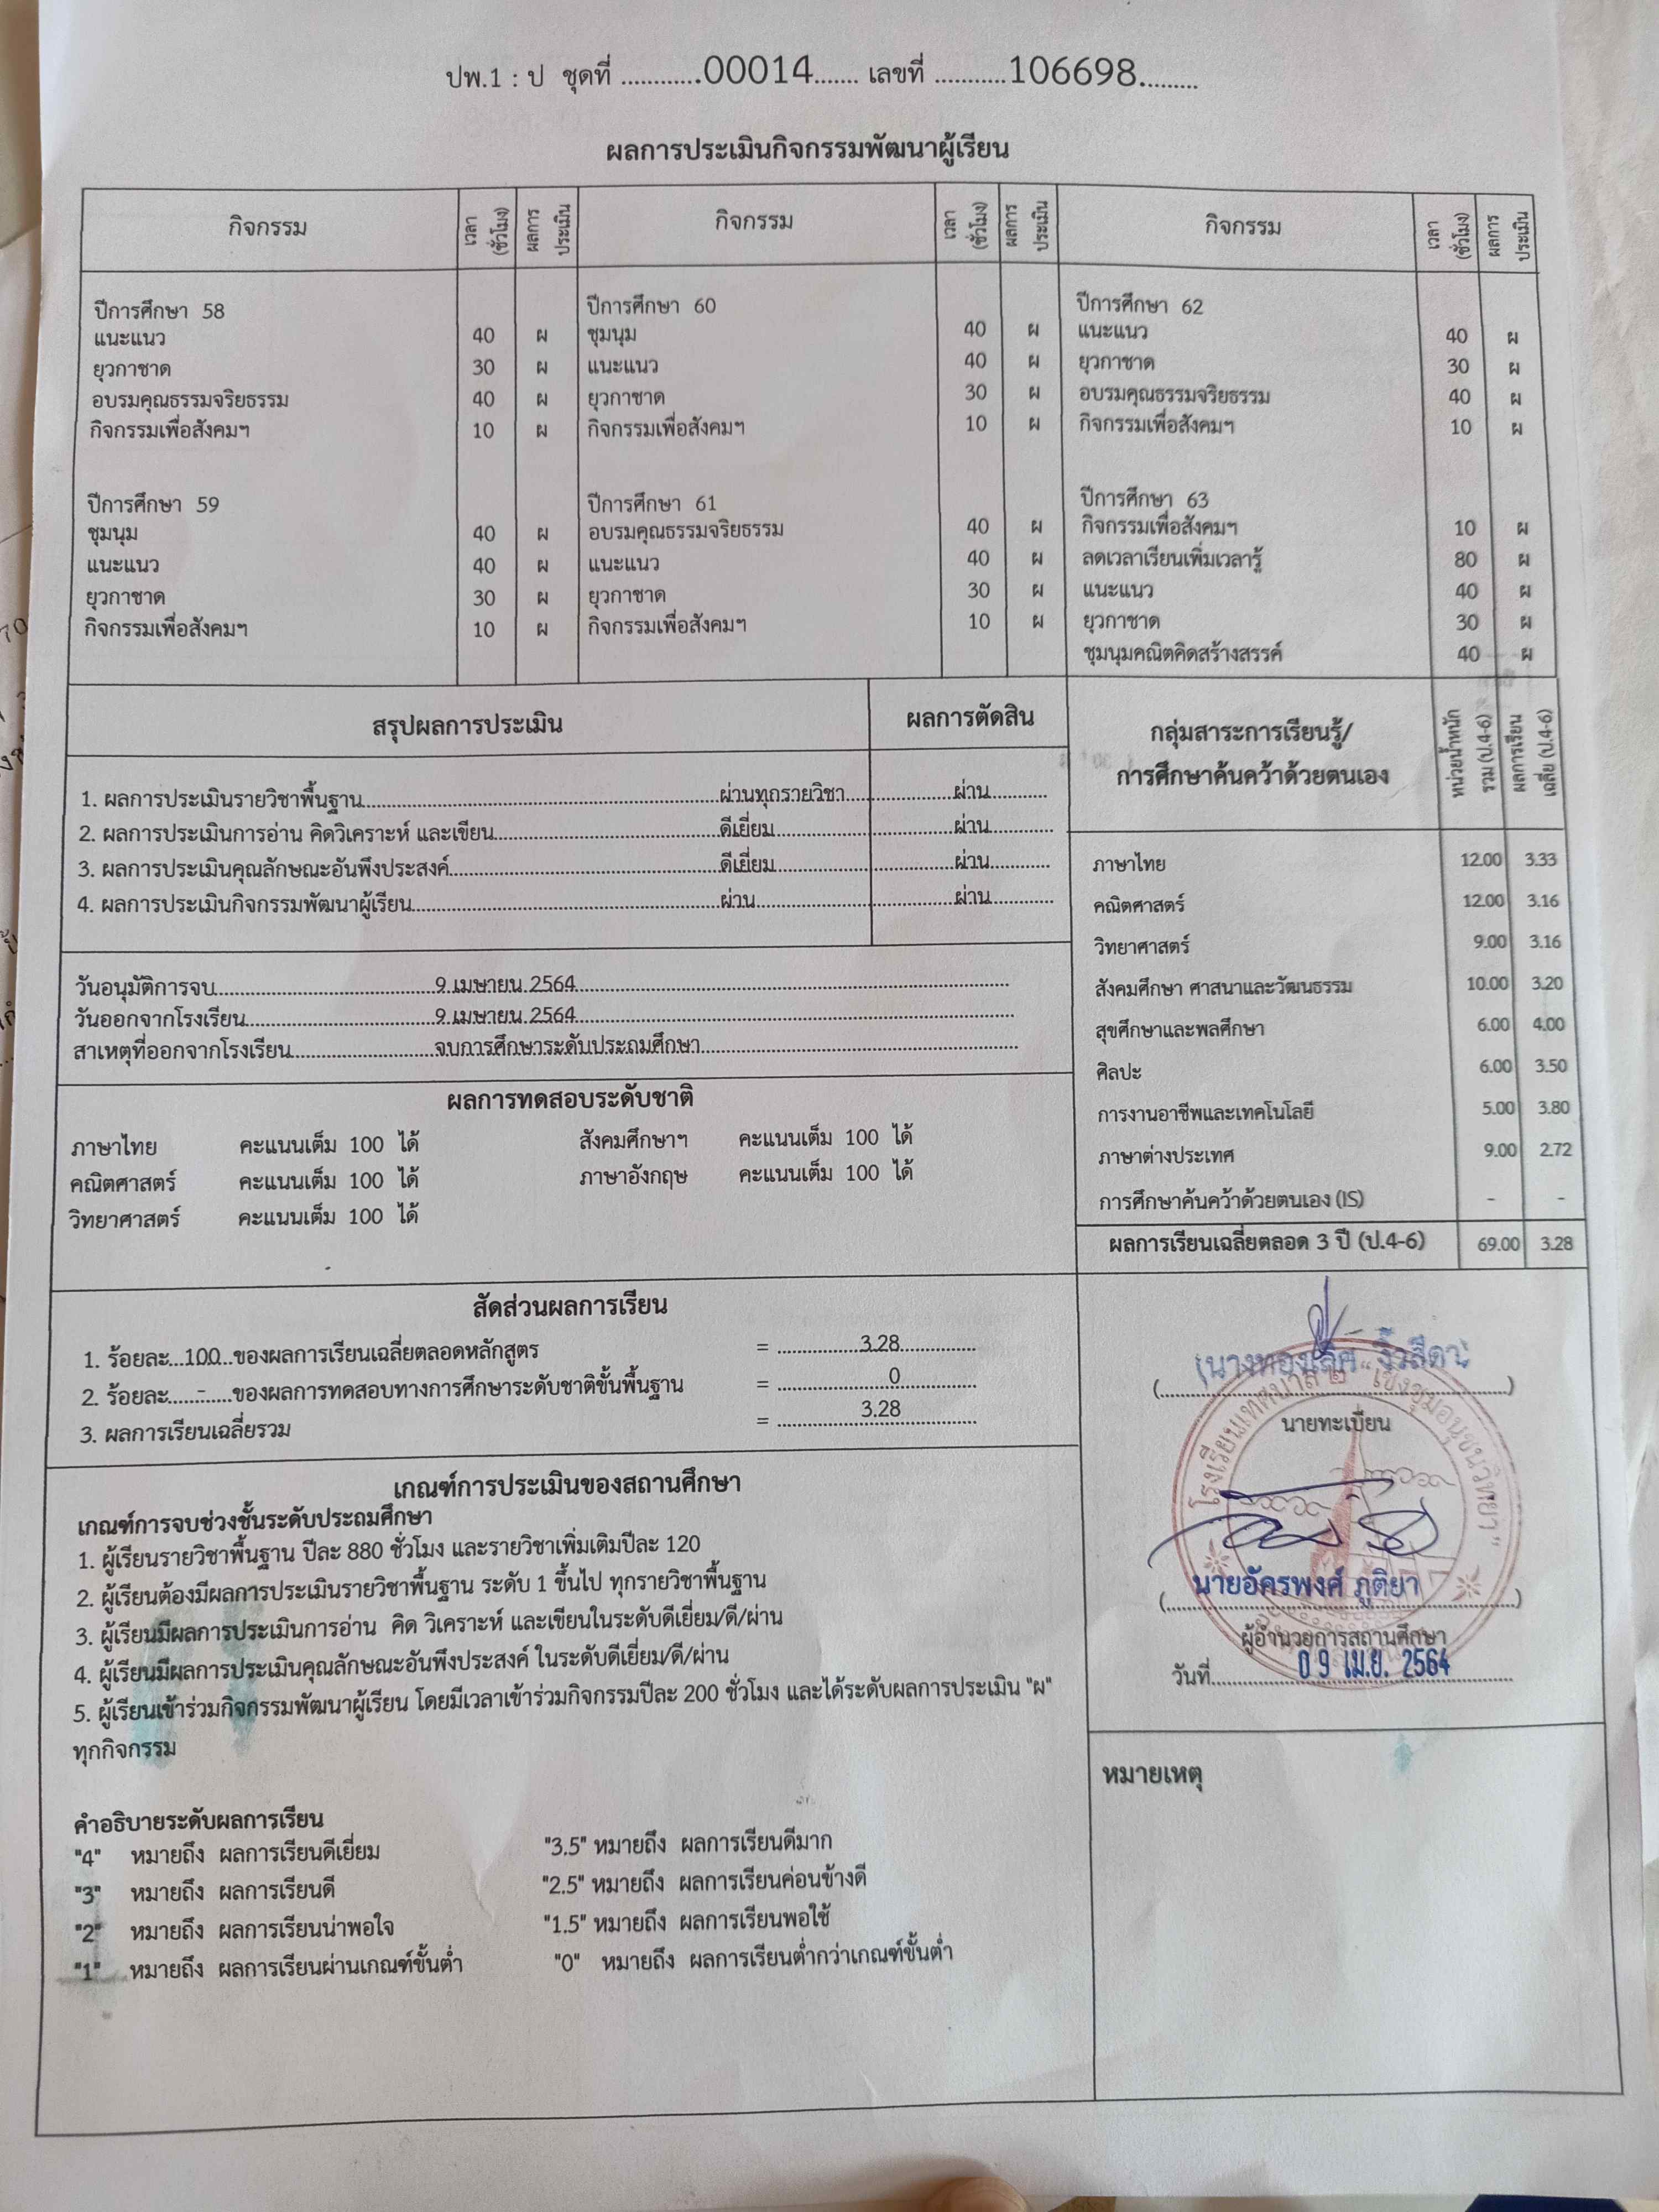 ปพ.1 : ป ชุดที่ ............00014....... เลขที่ ...........106698.........
ผลการประเมินกิจกรรมพัฒนาผู้เรียน
กิจกรรม เวลา (ชั่วโมง) ผลการประเมิน กิจกรรม เวลา (ชั่วโมง) ผลการประเมิน กิจกรรม เวลา (ชั่วโมง) ผลการประเมิน
ปีการศึกษา 58
แนะแนว 40 ผ
ยุวกาชาด 30 ผ
อบรมคุณธรรมจริยธรรม 40 ผ
กิจกรรมเพื่อสังคมฯ 10 ผ
ปีการศึกษา 59
ชุมนุม 40 ผ
แนะแนว 40 ผ
ยุวกาชาด 30 ผ
กิจกรรมเพื่อสังคมฯ 10 ผ
ปีการศึกษา 60
ชุมนุม 40 ผ
แนะแนว 40 ผ
ยุวกาชาด 30 ผ
กิจกรรมเพื่อสังคมฯ 10 ผ
ปีการศึกษา 61
อบรมคุณธรรมจริยธรรม 40 ผ
แนะแนว 40 ผ
ยุวกาชาด 30 ผ
กิจกรรมเพื่อสังคมฯ 10 ผ
ปีการศึกษา 62
แนะแนว 40 ผ
ยุวกาชาด 30 ผ
อบรมคุณธรรมจริยธรรม 40 ผ
กิจกรรมเพื่อสังคมฯ 10 ผ
ปีการศึกษา 63
กิจกรรมเพื่อสังคมฯ 10 ผ
ลดเวลาเรียนเพิ่มเวลารู้ 80 ผ
แนะแนว 40 ผ
ยุวกาชาด 30 ผ
ชุมนุมคณิตคิดสร้างสรรค์ 40 ผ
สรุปผลการประเมิน ผลการตัดสิน
1. ผลการประเมินรายวิชาพื้นฐาน ผ่านทุกรายวิชา ผ่าน
2. ผลการประเมินการอ่าน คิดวิเคราะห์ และเขียน ดีเยี่ยม ผ่าน
3. ผลการประเมินคุณลักษณะอันพึงประสงค์ ดีเยี่ยม ผ่าน
4. ผลการประเมินกิจกรรมพัฒนาผู้เรียน ผ่าน ผ่าน
วันอนุมัติการจบ 9 เมษายน 2564
วันออกจากโรงเรียน 9 เมษายน 2564
สาเหตุที่ออกจากโรงเรียน จบการศึกษาระดับประถมศึกษา
ผลการทดสอบระดับชาติ
ภาษาไทย คะแนนเต็ม 100 ได้ สังคมศึกษาฯ คะแนนเต็ม 100 ได้
คณิตศาสตร์ คะแนนเต็ม 100 ได้ ภาษาอังกฤษ คะแนนเต็ม 100 ได้
วิทยาศาสตร์ คะแนนเต็ม 100 ได้
กลุ่มสาระการเรียนรู้/
การศึกษาค้นคว้าด้วยตนเอง
หน่วยน้ำหนัก
รวม (ป.4-6)
ผลการเรียน
เฉลี่ย (ป.4-6)
ภาษาไทย 12.00 3.33
คณิตศาสตร์ 12.00 3.16
วิทยาศาสตร์ 9.00 3.16
สังคมศึกษา ศาสนาและวัฒนธรรม 10.00 3.20
สุขศึกษาและพลศึกษา 6.00 4.00
ศิลปะ 6.00 3.50
การงานอาชีพและเทคโนโลยี 5.00 3.80
ภาษาต่างประเทศ 9.00 2.72
การศึกษาค้นคว้าด้วยตนเอง (IS) - -
ผลการเรียนเฉลี่ยตลอด 3 ปี (ป.4-6) 69.00 3.28
สัดส่วนผลการเรียน
1. ร้อยละ...100...ของผลการเรียนเฉลี่ยตลอดหลักสูตร = 3.28
2. ร้อยละ.....-.....ของผลการทดสอบทางการศึกษาระดับชาติขั้นพื้นฐาน = 0
3. ผลการเรียนเฉลี่ยรวม = 3.28
เกณฑ์การประเมินของสถานศึกษา
เกณฑ์การจบช่วงชั้นระดับประถมศึกษา
1. ผู้เรียนรายวิชาพื้นฐาน ปีละ 880 ชั่วโมง และรายวิชาเพิ่มเติมปีละ 120
2. ผู้เรียนต้องมีผลการประเมินรายวิชาพื้นฐาน ระดับ 1 ขึ้นไป ทุกรายวิชาพื้นฐาน
3. ผู้เรียนมีผลการประเมินการอ่าน คิด วิเคราะห์ และเขียนในระดับดีเยี่ยม/ดี/ผ่าน
4. ผู้เรียนมีผลการประเมินคุณลักษณะอันพึงประสงค์ ในระดับดีเยี่ยม/ดี/ผ่าน
5. ผู้เรียนเข้าร่วมกิจกรรมพัฒนาผู้เรียน โดยมีเวลาเข้าร่วมกิจกรรมปีละ 200 ชั่วโมง และได้ระดับผลการประเมิน "ผ"
ทุกกิจกรรม
คำอธิบายระดับผลการเรียน
"4" หมายถึง ผลการเรียนดีเยี่ยม "3.5" หมายถึง ผลการเรียนดีมาก
"3" หมายถึง ผลการเรียนดี "2.5" หมายถึง ผลการเรียนค่อนข้างดี
"2" หมายถึง ผลการเรียนน่าพอใจ "1.5" หมายถึง ผลการเรียนพอใช้
"1" หมายถึง ผลการเรียนผ่านเกณฑ์ขั้นต่ำ "0" หมายถึง ผลการเรียนต่ำกว่าเกณฑ์ขั้นต่ำ
นายทะเบียน
โรงเรียนเทศบาล ๒ “ เชิงชุมอนุชนวิทยา ”
นายอัครพงศ์ ภูติยา
ผู้อำนวยการสถานศึกษา
วันที่ 0 9 เม.ย. 2564
หมายเหตุ